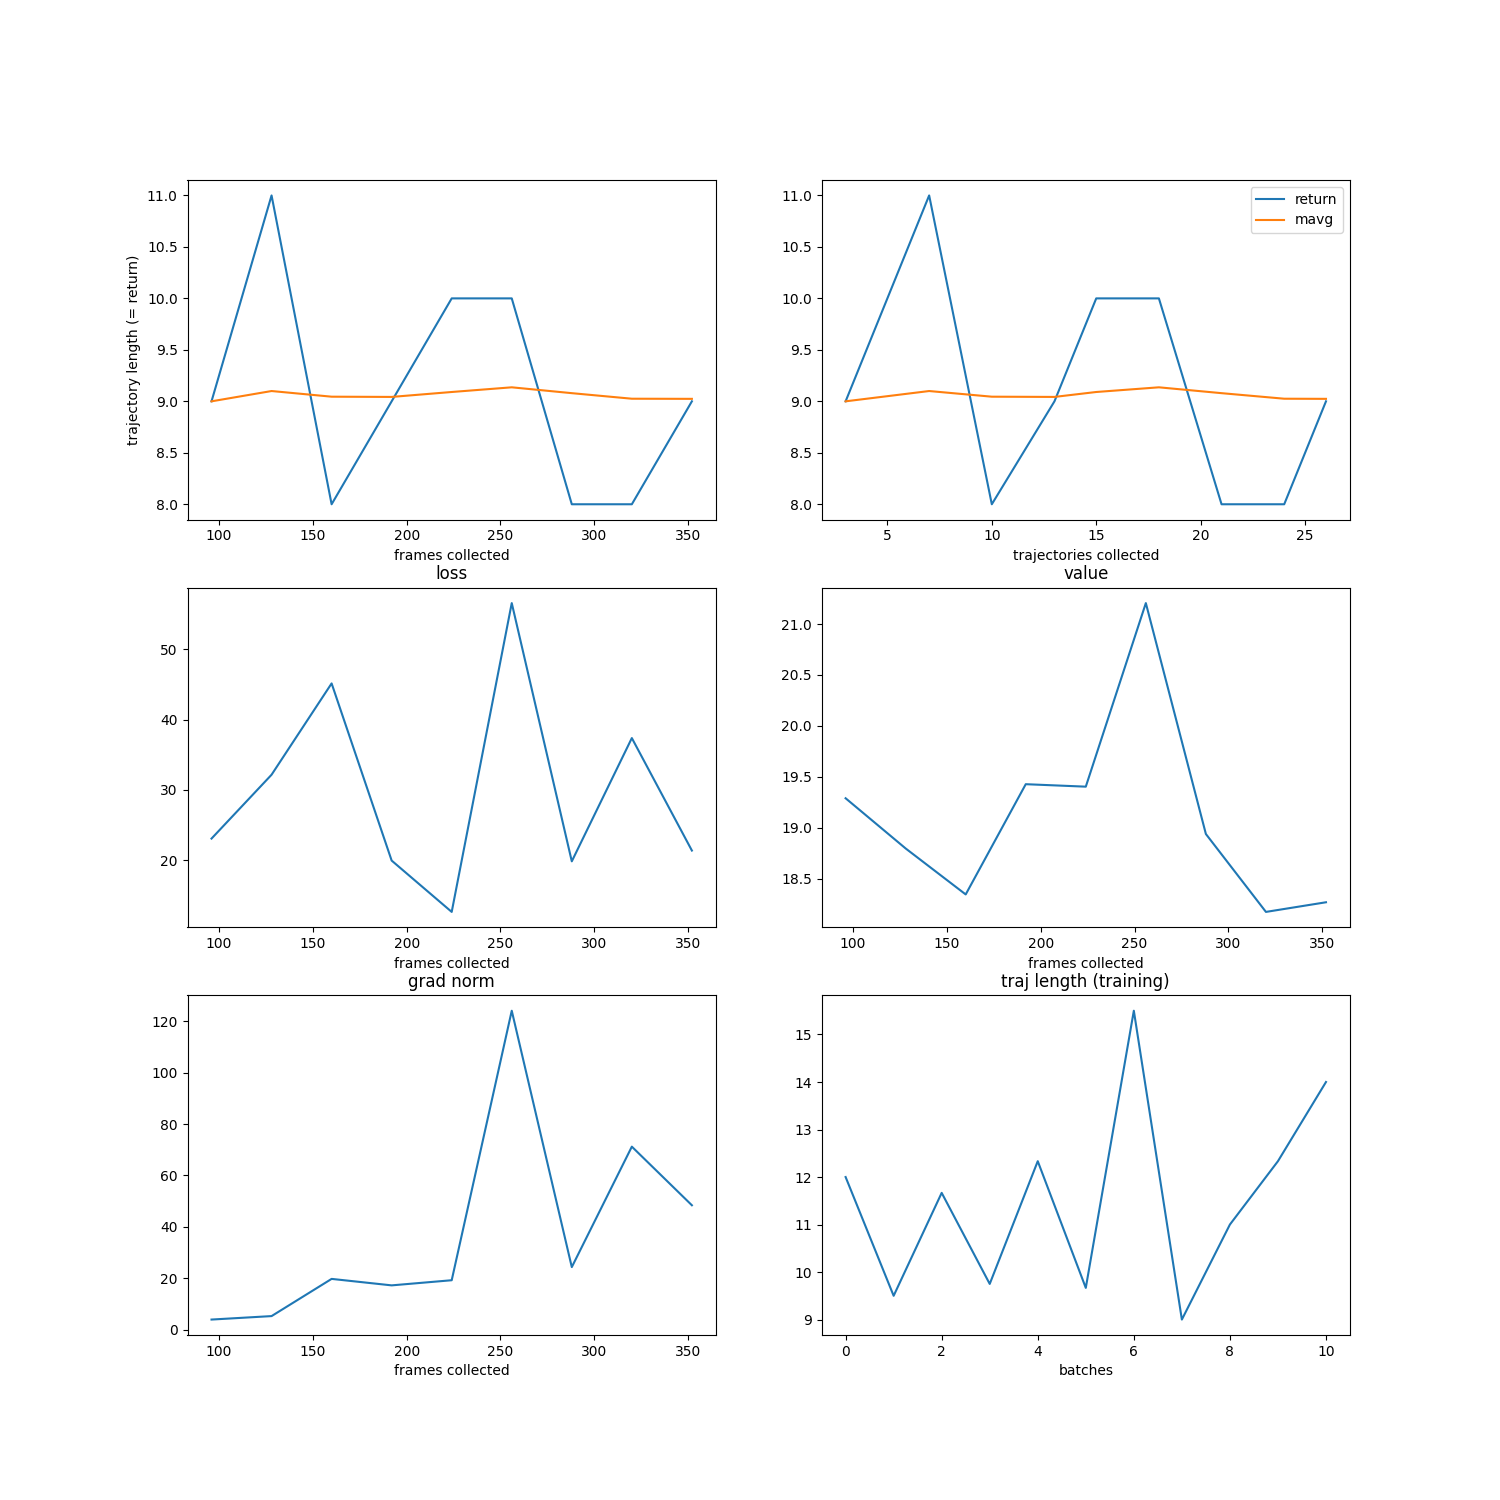 11.0
10.5
10.0
9.5
9.0
8.5
8.0
trajectory length (= return)
100 150 200 250 300 350
frames collected
11.0
10.5
10.0
9.5
9.0
8.5
8.0
return
mavg
5 10 15 20 25
trajectories collected
loss
50
40
30
20
100 150 200 250 300 350
frames collected
value
21.0
20.5
20.0
19.5
19.0
18.5
100 150 200 250 300 350
frames collected
grad norm
120
100
80
60
40
20
0
100 150 200 250 300 350
frames collected
traj length (training)
15
14
13
12
11
10
9
0 2 4 6 8 10
batches